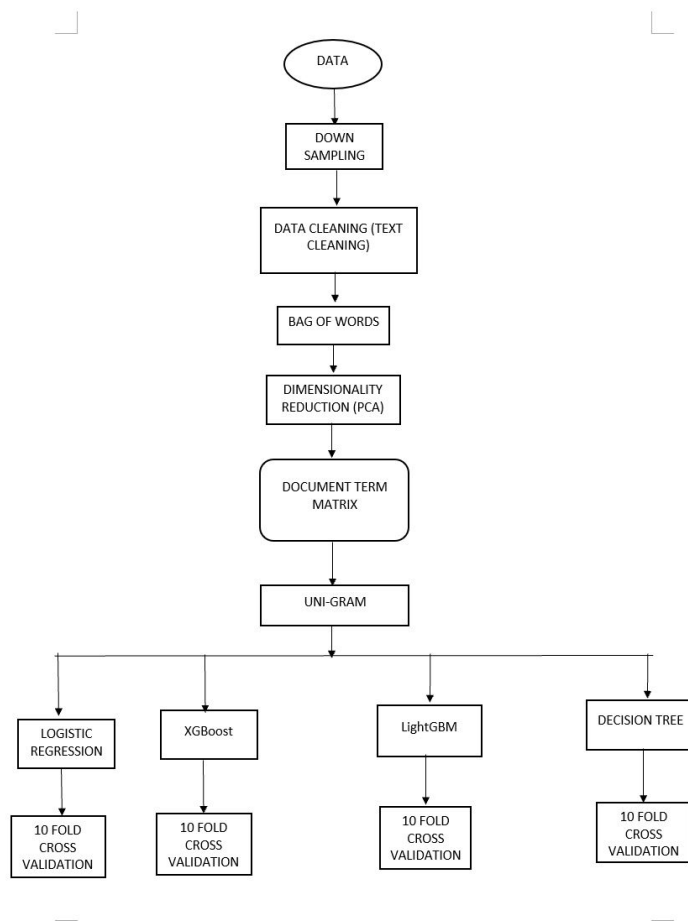 DATA
DOWN
SAMPLING
DATA CLEANING (TEXT
CLEANING)
BAG OF WORDS
DIMENSIONALITY
REDUCTION (PCA)
DOCUMENT TERM
MATRIX
UNI-GRAM
LOGISTIC
REGRESSION
XGBoost
LightGBM
DECISION TREE
10 FOLD
CROSS
VALIDATION
10 FOLD
CROSS
VALIDATION
10 FOLD
CROSS
VALIDATION
10 FOLD
CROSS
VALIDATION